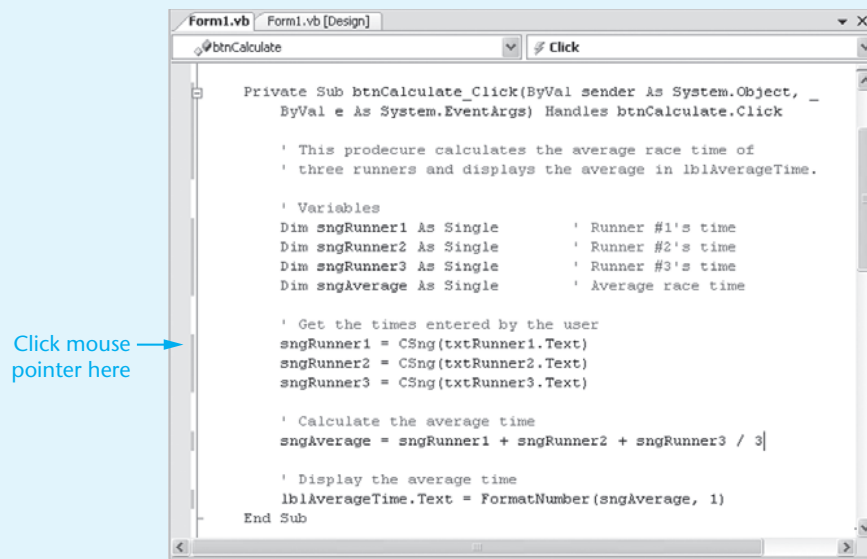 Form1.vb Form1.vb [Design]
btnCalculate Click
Private Sub btnCalculate_Click(ByVal sender As System.Object, _
ByVal e As System.EventArgs) Handles btnCalculate.Click
' This prodecure calculates the average race time of
' three runners and displays the average in lblAverageTime.
' Variables
Dim sngRunner1 As Single ' Runner #1's time
Dim sngRunner2 As Single ' Runner #2's time
Dim sngRunner3 As Single ' Runner #3's time
Dim sngAverage As Single ' Average race time
' Get the times entered by the user
Click mouse
pointer here
sngRunner1 = CSng(txtRunner1.Text)
sngRunner2 = CSng(txtRunner2.Text)
sngRunner3 = CSng(txtRunner3.Text)
' Calculate the average time
sngAverage = sngRunner1 + sngRunner2 + sngRunner3 / 3
' Display the average time
lblAverageTime.Text = FormatNumber(sngAverage, 1)
End Sub